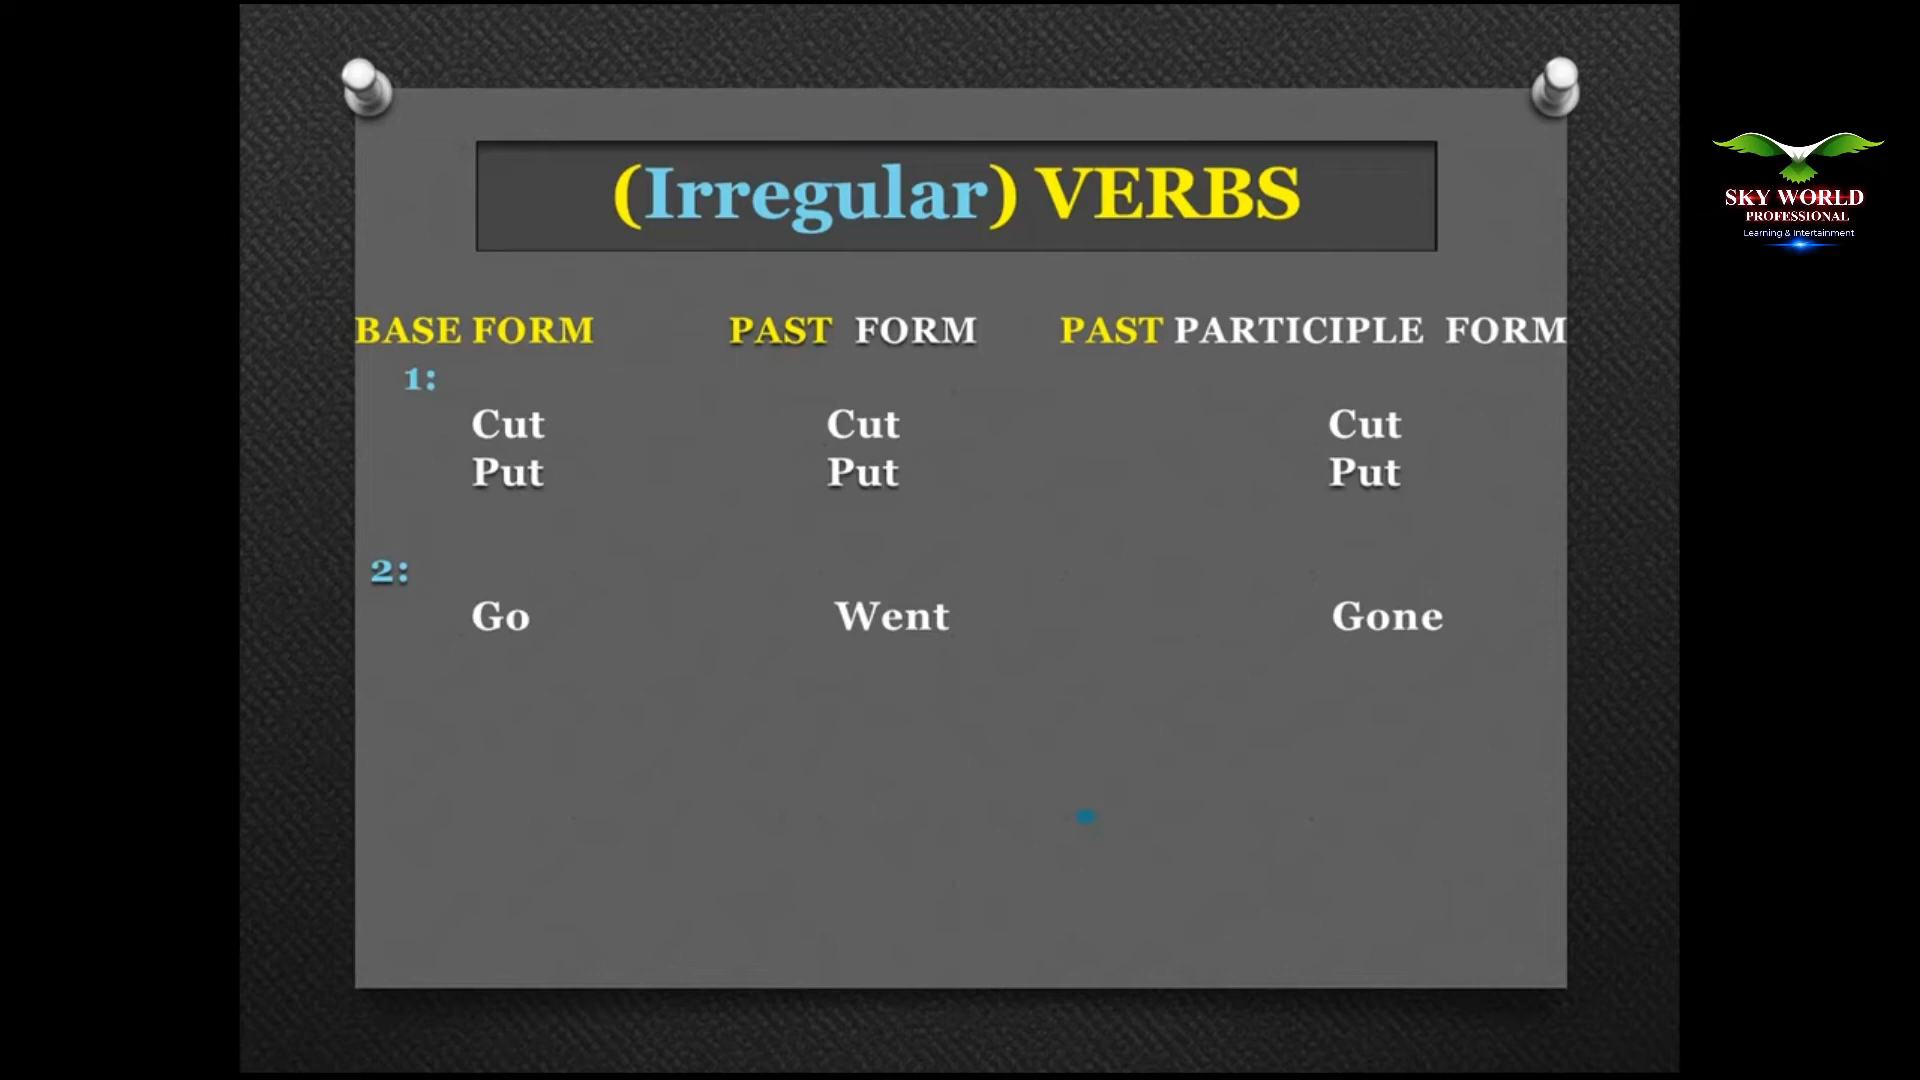 (Irregular) VERBS
SKY WORLD
PROFESSIONAL
Learning & Intertainment
BASE FORM PAST FORM PAST PARTICIPLE FORM
1:
Cut Cut Cut
Put Put Put
2:
Go Went Gone